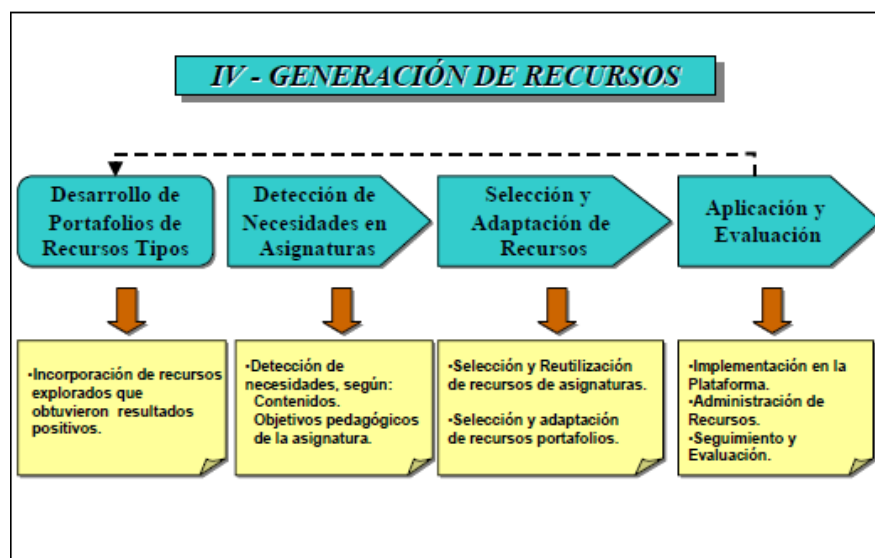 IV - GENERACIÓN DE RECURSOS
Desarrollo de
Portafolios de
Recursos Tipos
Detección de
Necesidades en
Asignaturas
Selección y
Adaptación de
Recursos
Aplicación y
Evaluación
•Incorporación de recursos
explorados que
obtuvieron resultados
positivos.
•Detección de
necesidades, según:
Contenidos.
Objetivos pedagógicos
de la asignatura.
•Selección y Reutilización
de recursos de asignaturas.
•Selección y adaptación
de recursos portafolios.
•Implementación en la
Plataforma.
•Administración de
Recursos.
•Seguimiento y
Evaluación.